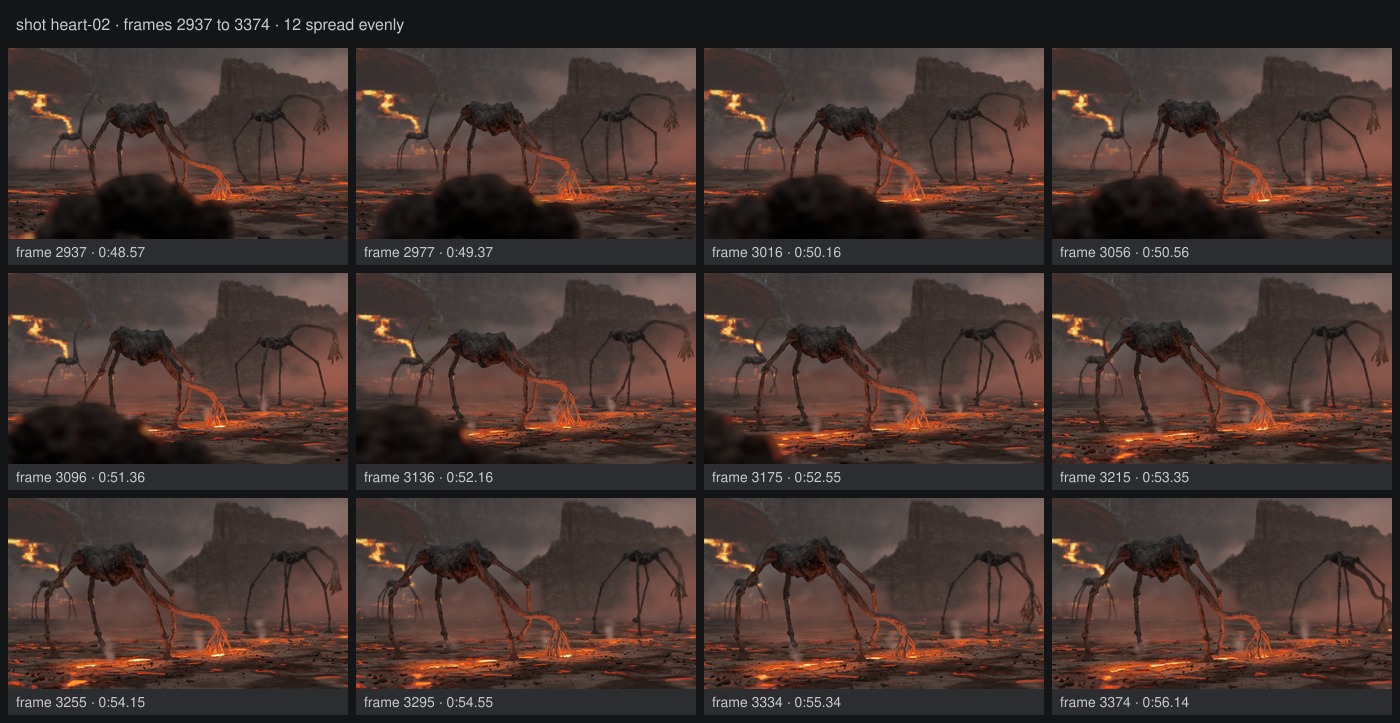 shot heart-02 · frames 2937 to 3374 · 12 spread evenly
frame 2937 · 0:48.57
frame 2977 · 0:49.37
frame 3016 · 0:50.16
frame 3056 · 0:50.56
frame 3096 · 0:51.36
frame 3136 · 0:52.16
frame 3175 · 0:52.55
frame 3215 · 0:53.35
frame 3255 · 0:54.15
frame 3295 · 0:54.55
frame 3334 · 0:55.34
frame 3374 · 0:56.14